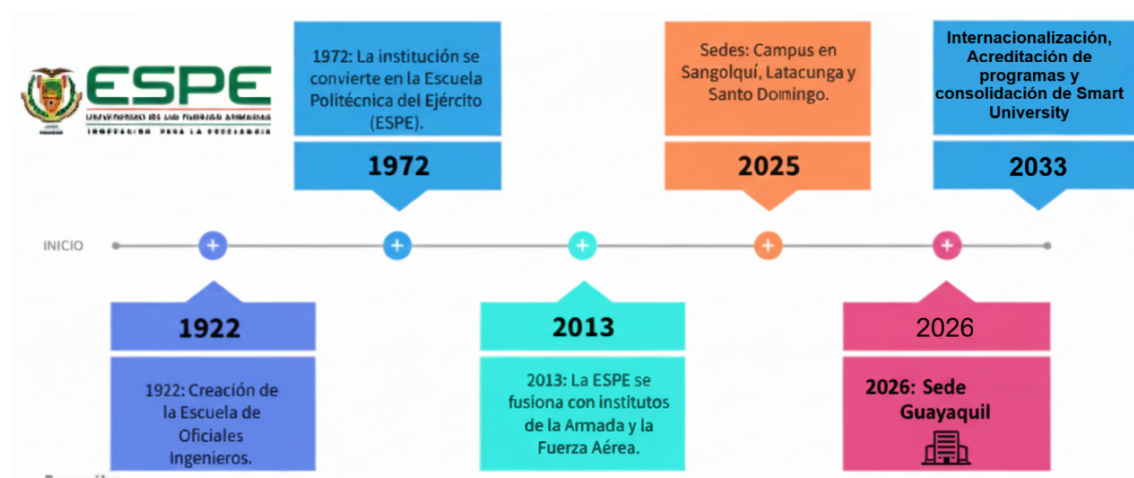 ESPE
UNIVERSIDAD DE LAS FUERZAS ARMADAS
INNOVACIÓN PARA LA EXCELENCIA
1972: La institución se
convierte en la Escuela
Politécnica del Ejército
(ESPE).
1972
Sedes: Campus en
Sangolquí, Latacunga y
Santo Domingo.
2025
Internacionalización,
Acreditación de
programas y
consolidación de Smart
University
2033
INICIO
1922
1922: Creación de
la Escuela de
Oficiales
Ingenieros.
2013
2013: La ESPE se
fusiona con institutos
de la Armada y la
Fuerza Aérea.
2026
2026: Sede
Guayaquil